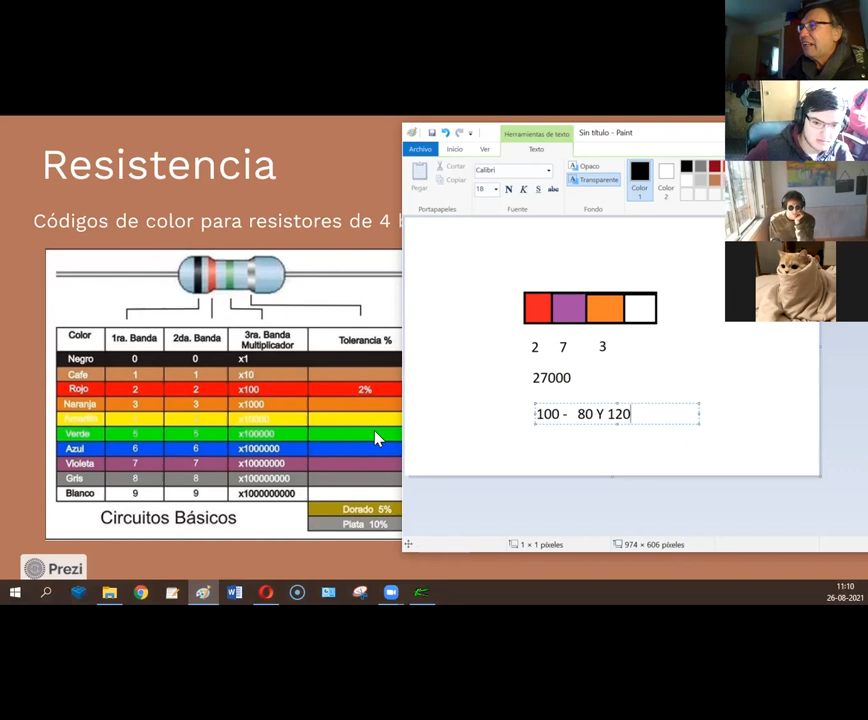 Resistencia
Códigos de color para resistores de 4 b
Color 1ra. Banda 2da. Banda 3ra. Banda Multiplicador Tolerancia %
Negro 0 0 x1
Cafe 1 1 x10
Rojo 2 2 x100 2%
Naranja 3 3 x1000
Amarillo
Verde 5 5 x100000
Azul 6 6 x1000000
Violeta 7 7 x10000000
Gris 8 8 x100000000
Blanco 9 9 x1000000000
Dorado 5%
Plata 10%
Circuitos Básicos
Prezi
Herramientas de texto Sin título - Paint
Archivo Inicio Ver Texto
Pegar Cortar Copiar
Calibri
18 N K S abc
Opaco
Transparente
Color 1 Color 2
Portapapeles Fuente Fondo
2 7 3
27000
100 - 80 Y 120
1 × 1 píxeles 974 × 606 píxeles
11:10
26-08-2021